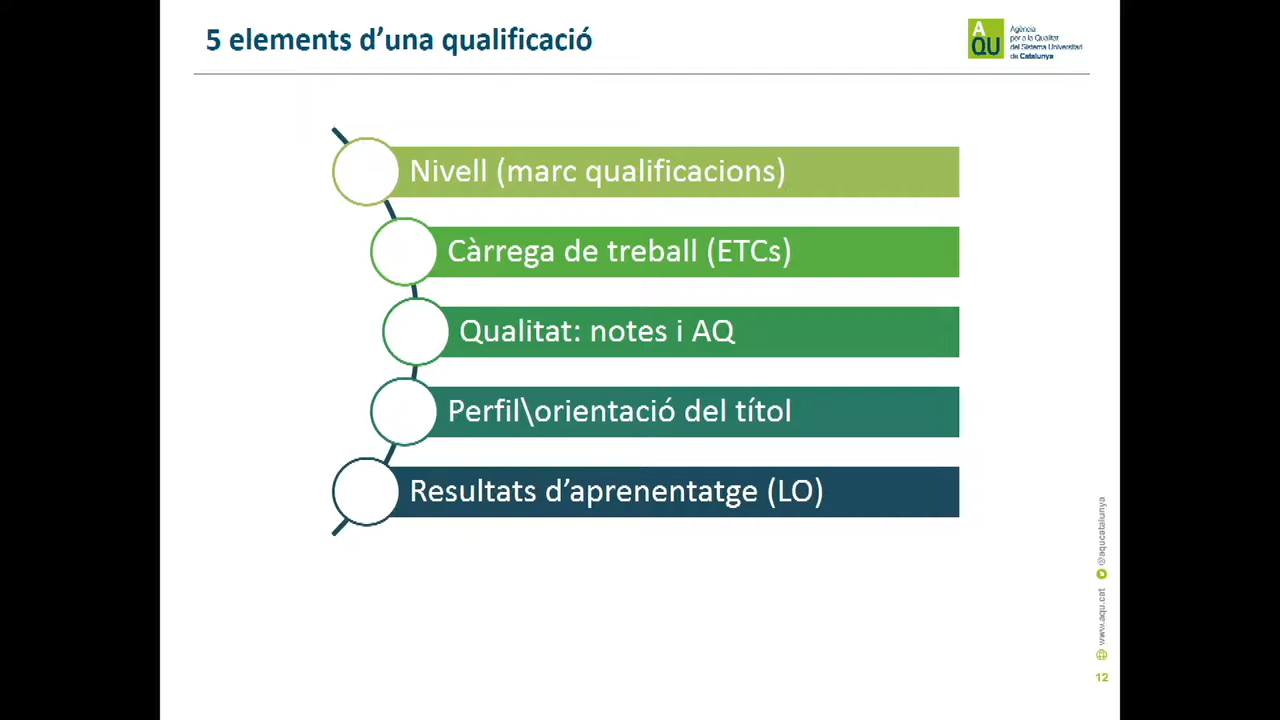 5 elements d’una qualificació
AQU
Agència
per a la Qualitat
del Sistema Universitari
de Catalunya
Nivell (marc qualificacions)
Càrrega de treball (ETCs)
Qualitat: notes i AQ
Perfil\orientació del títol
Resultats d’aprenentatge (LO)
@aqucatalunya
www.aqu.cat
12